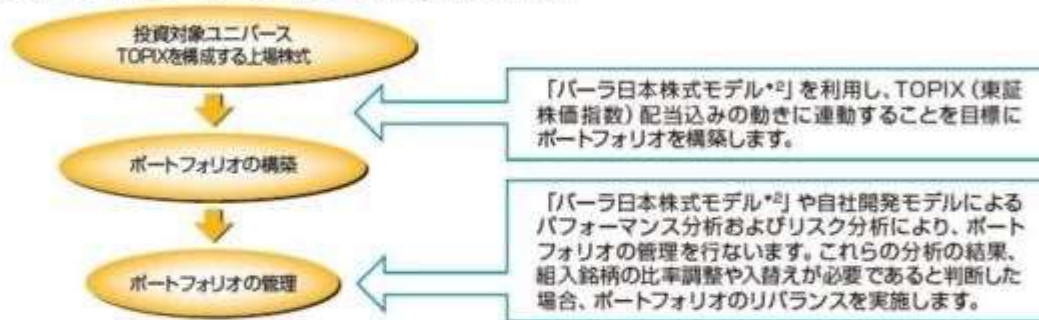 投資対象ユニバース
TOPIXを構成する上場株式
「バーラ日本株式モデル*2」を利用し、TOPIX(東証
株価指数)配当込みの動きに連動することを目標に
ポートフォリオを構築します。
ポートフォリオの構築
「バーラ日本株式モデル*2」や自社開発モデルによる
パフォーマンス分析およびリスク分析により、ポート
フォリオの管理を行ないます。これらの分析の結果、
組入銘柄の比率調整や入替えが必要であると判断した
場合、ポートフォリオのリバランスを実施します。
ポートフォリオの管理